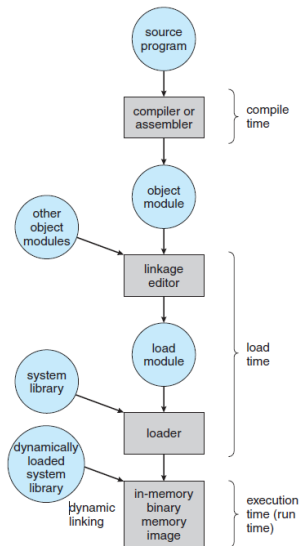 source
program
compiler or
assembler
compile
time
object
module
other
object
modules
linkage
editor
load
module
load
time
system
library
loader
dynamically
loaded
system
library
dynamic
linking
in-memory
binary
memory
image
execution
time (run
time)